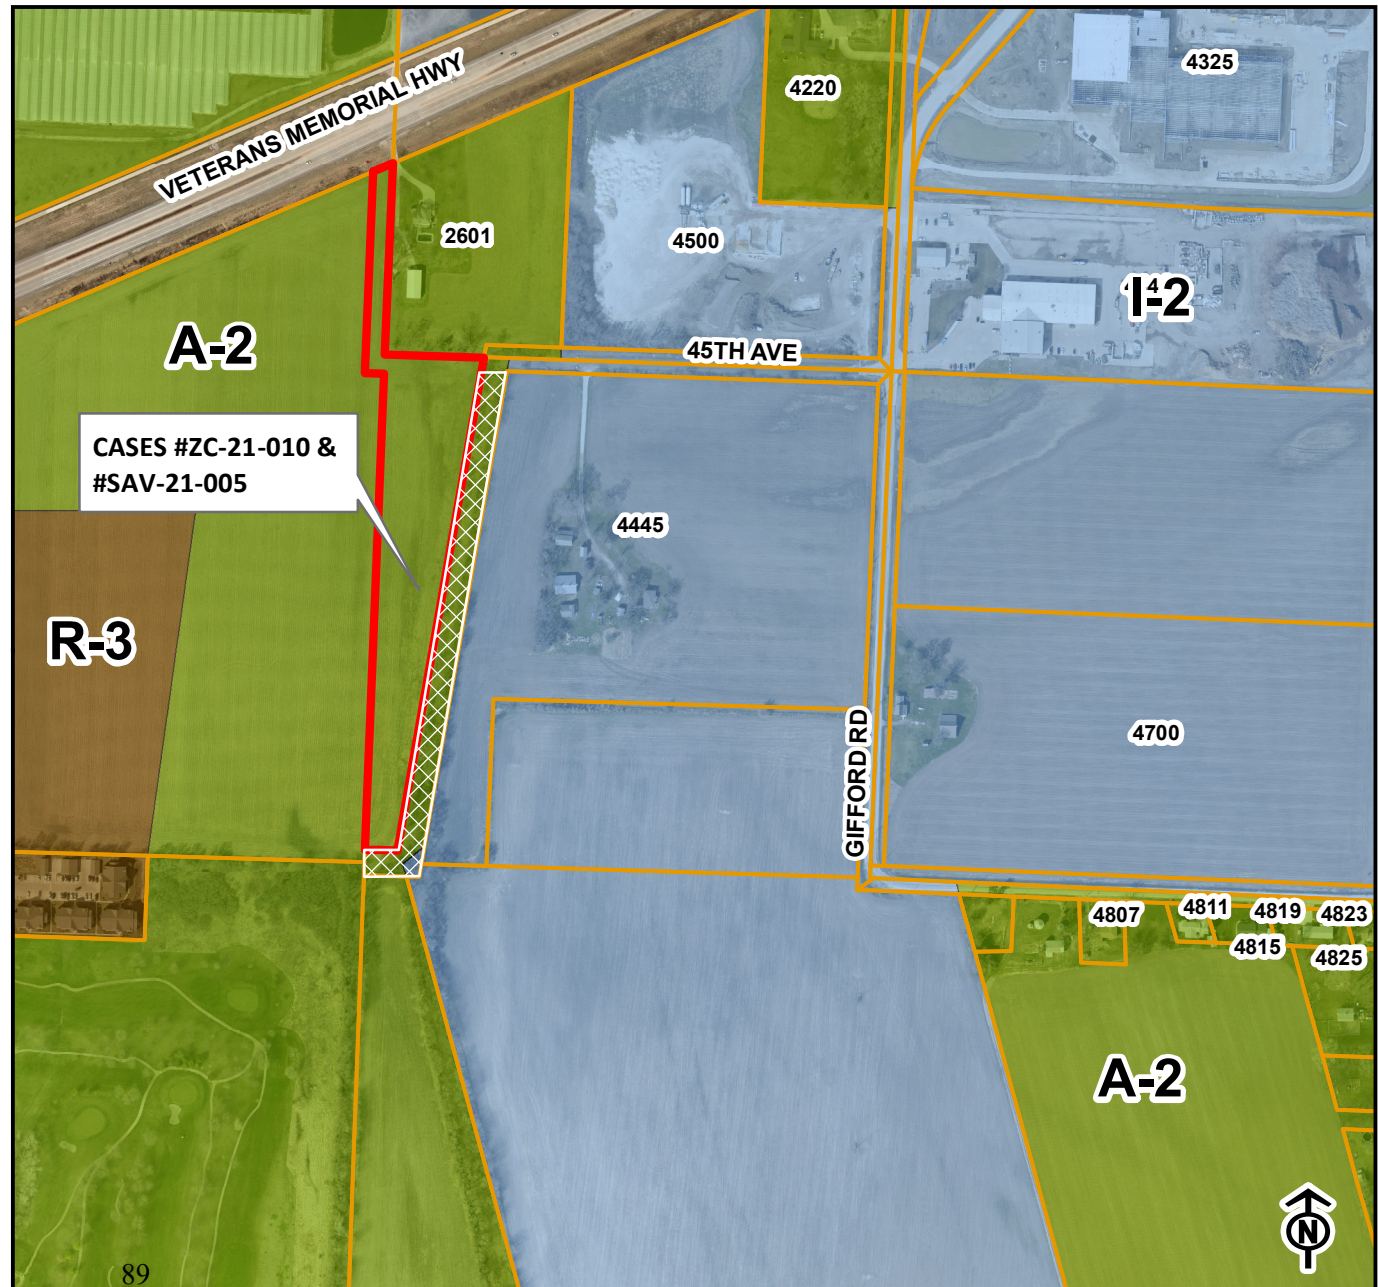 4325
4220
VETERANS MEMORIAL HWY
2601
4500
I-2
A-2
45TH AVE
CASES #ZC-21-010 &
#SAV-21-005
4445
R-3
4700
GIFFORD RD
4807
4811
4819
4823
4815
4825
A-2
N
89